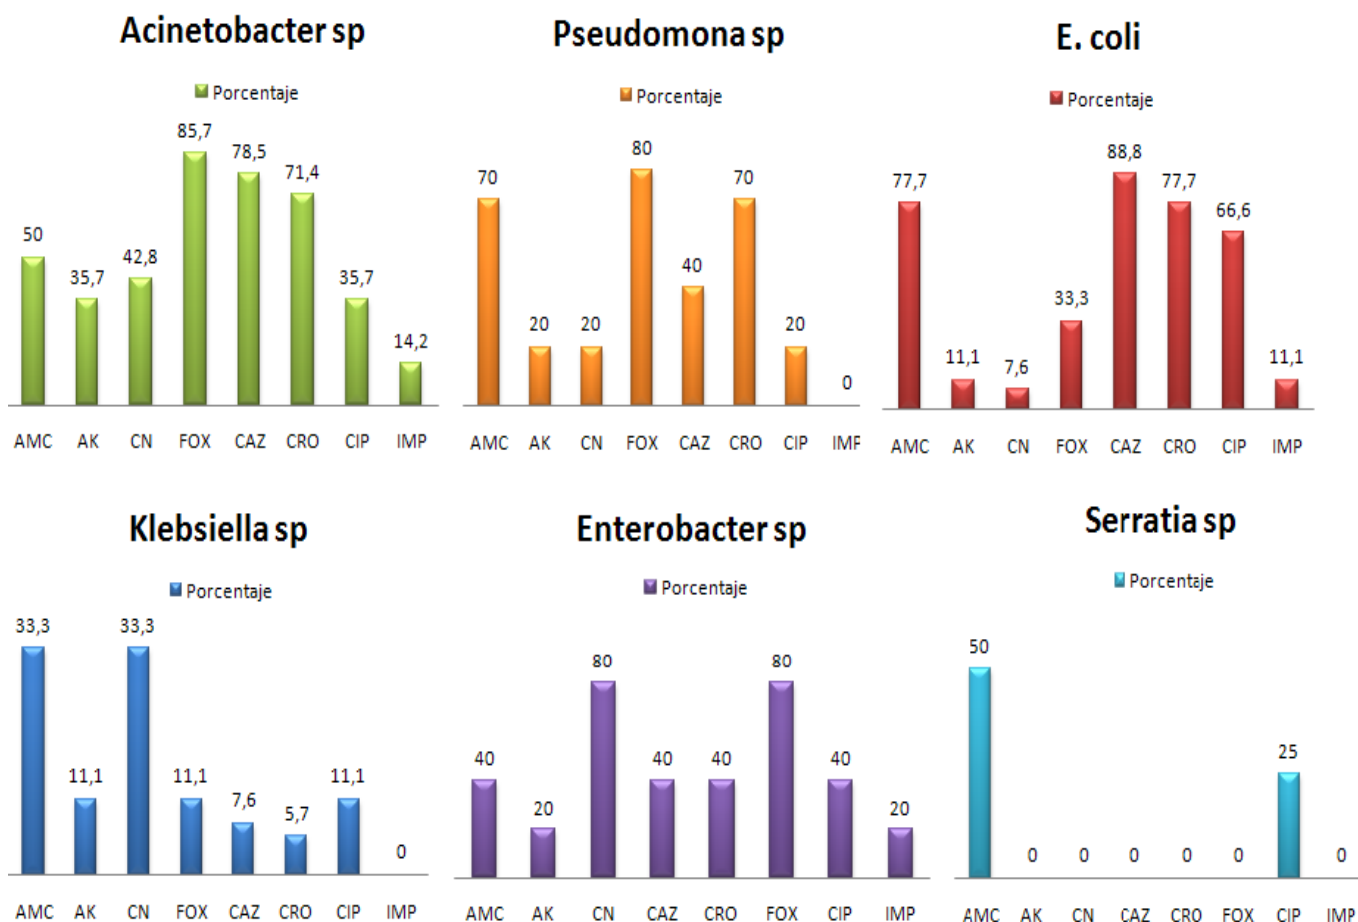 Acinetobacter sp
Porcentaje
85,7
78,5
71,4
50
42,8
35,7
35,7
14,2
AMC AK CN FOX CAZ CRO CIP IMP
Pseudomona sp
Porcentaje
80
70
70
40
20
20
20
0
AMC AK CN FOX CAZ CRO CIP IMP
E. coli
Porcentaje
88,8
77,7
77,7
66,6
33,3
11,1
7,6
11,1
AMC AK CN FOX CAZ CRO CIP IMP
Klebsiella sp
Porcentaje
33,3
33,3
11,1
11,1
7,6
5,7
11,1
0
AMC AK CN FOX CAZ CRO CIP IMP
Enterobacter sp
Porcentaje
80
80
40
40
40
40
20
20
AMC AK CN CAZ CRO FOX CIP IMP
Serratia sp
Porcentaje
50
25
0 0 0 0 0 0
AMC AK CN CAZ CRO FOX CIP IMP